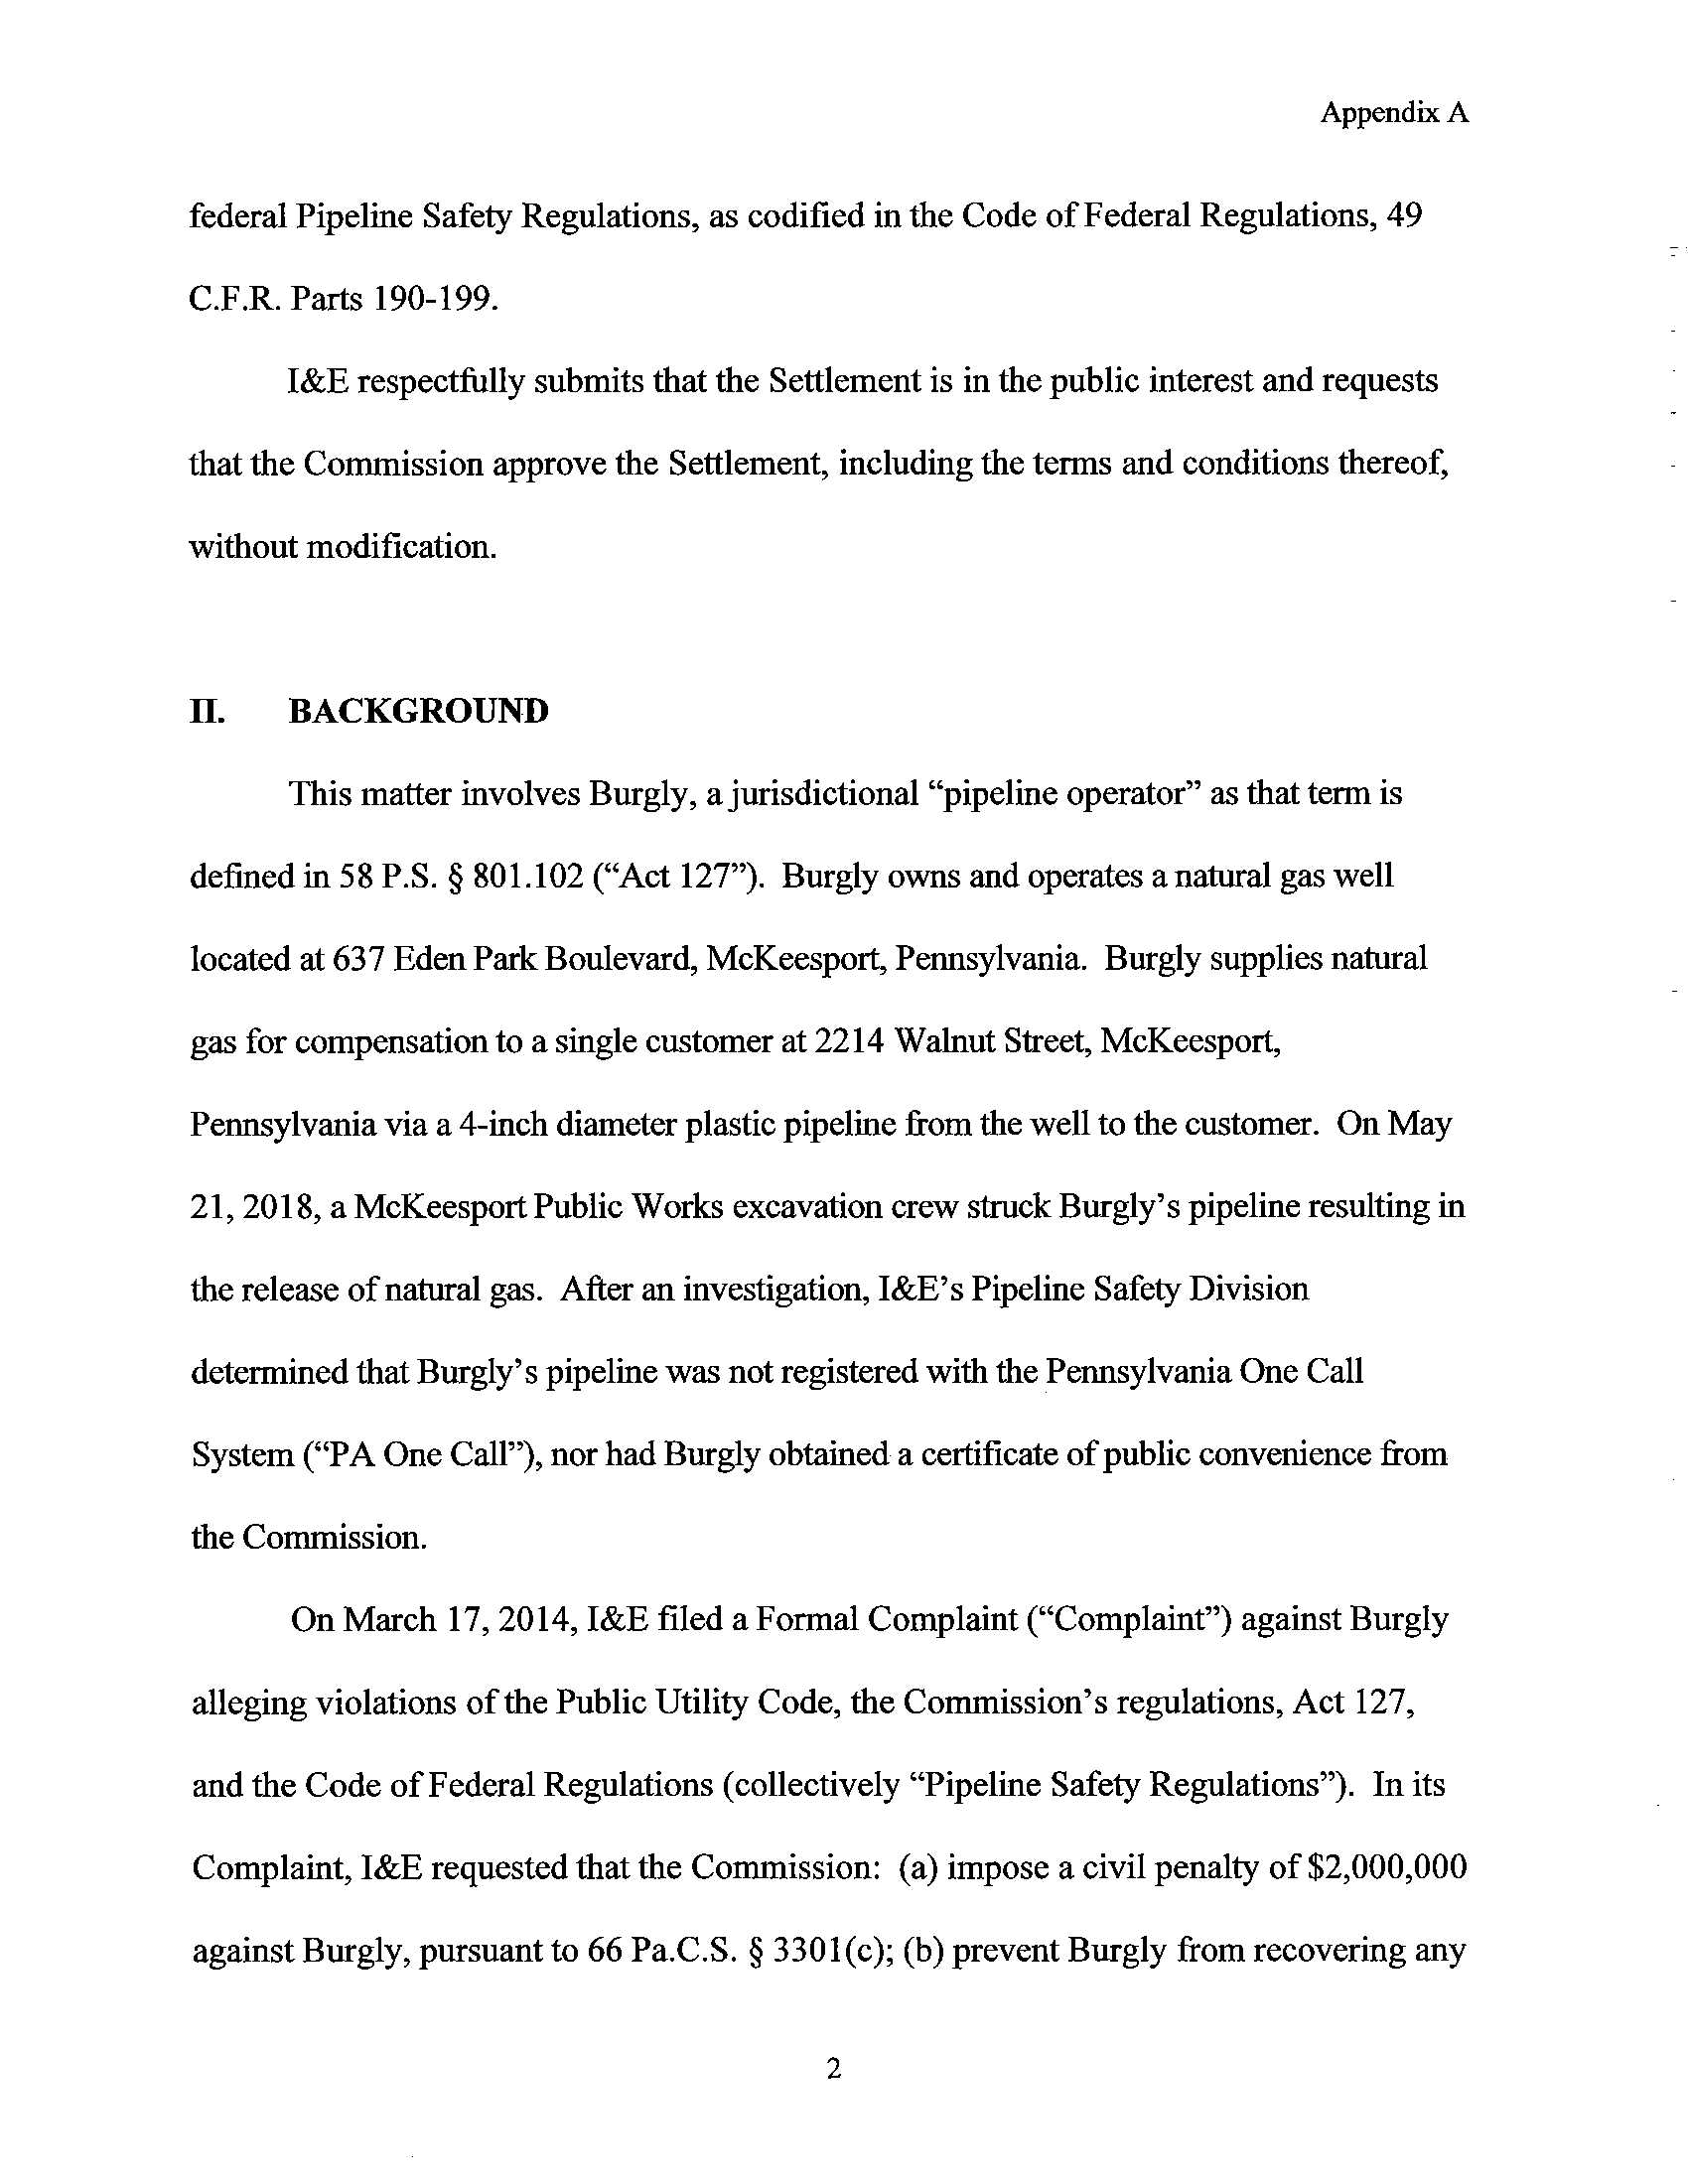 Appendix A
federal Pipeline Safety Regulations, as codified in the Code of Federal Regulations, 49
C.F.R. Parts 190-199.
I&E respectfully submits that the Settlement is in the public interest and requests
that the Commission approve the Settlement, including the terms and conditions thereof,
without modification.
II. BACKGROUND
This matter involves Burgly, a jurisdictional “pipeline operator” as that term is
defined in 58 P.S. § 801.102 (“Act 127”). Burgly owns and operates a natural gas well
located at 637 Eden Park Boulevard, McKeesport, Pennsylvania. Burgly supplies natural
gas for compensation to a single customer at 2214 Walnut Street, McKeesport,
Pennsylvania via a 4-inch diameter plastic pipeline from the well to the customer. On May
21, 2018, a McKeesport Public Works excavation crew struck Burgly’s pipeline resulting in
the release of natural gas. After an investigation, I&E’s Pipeline Safety Division
determined that Burgly’s pipeline was not registered with the Pennsylvania One Call
System (“PA One Call”), nor had Burgly obtained a certificate of public convenience from
the Commission.
On March 17, 2014, I&E filed a Formal Complaint (“Complaint”) against Burgly
alleging violations of the Public Utility Code, the Commission’s regulations, Act 127,
and the Code of Federal Regulations (collectively “Pipeline Safety Regulations”). In its
Complaint, I&E requested that the Commission: (a) impose a civil penalty of $2,000,000
against Burgly, pursuant to 66 Pa.C.S. § 3301(c); (b) prevent Burgly from recovering any
2